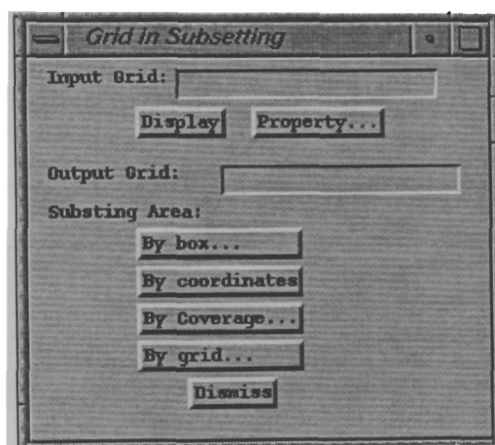 Grid in Subsetting
Input Grid:
Display Property...
Output Grid:
Substing Area:
By box...
By coordinates
By Coverage...
By grid...
Dismiss